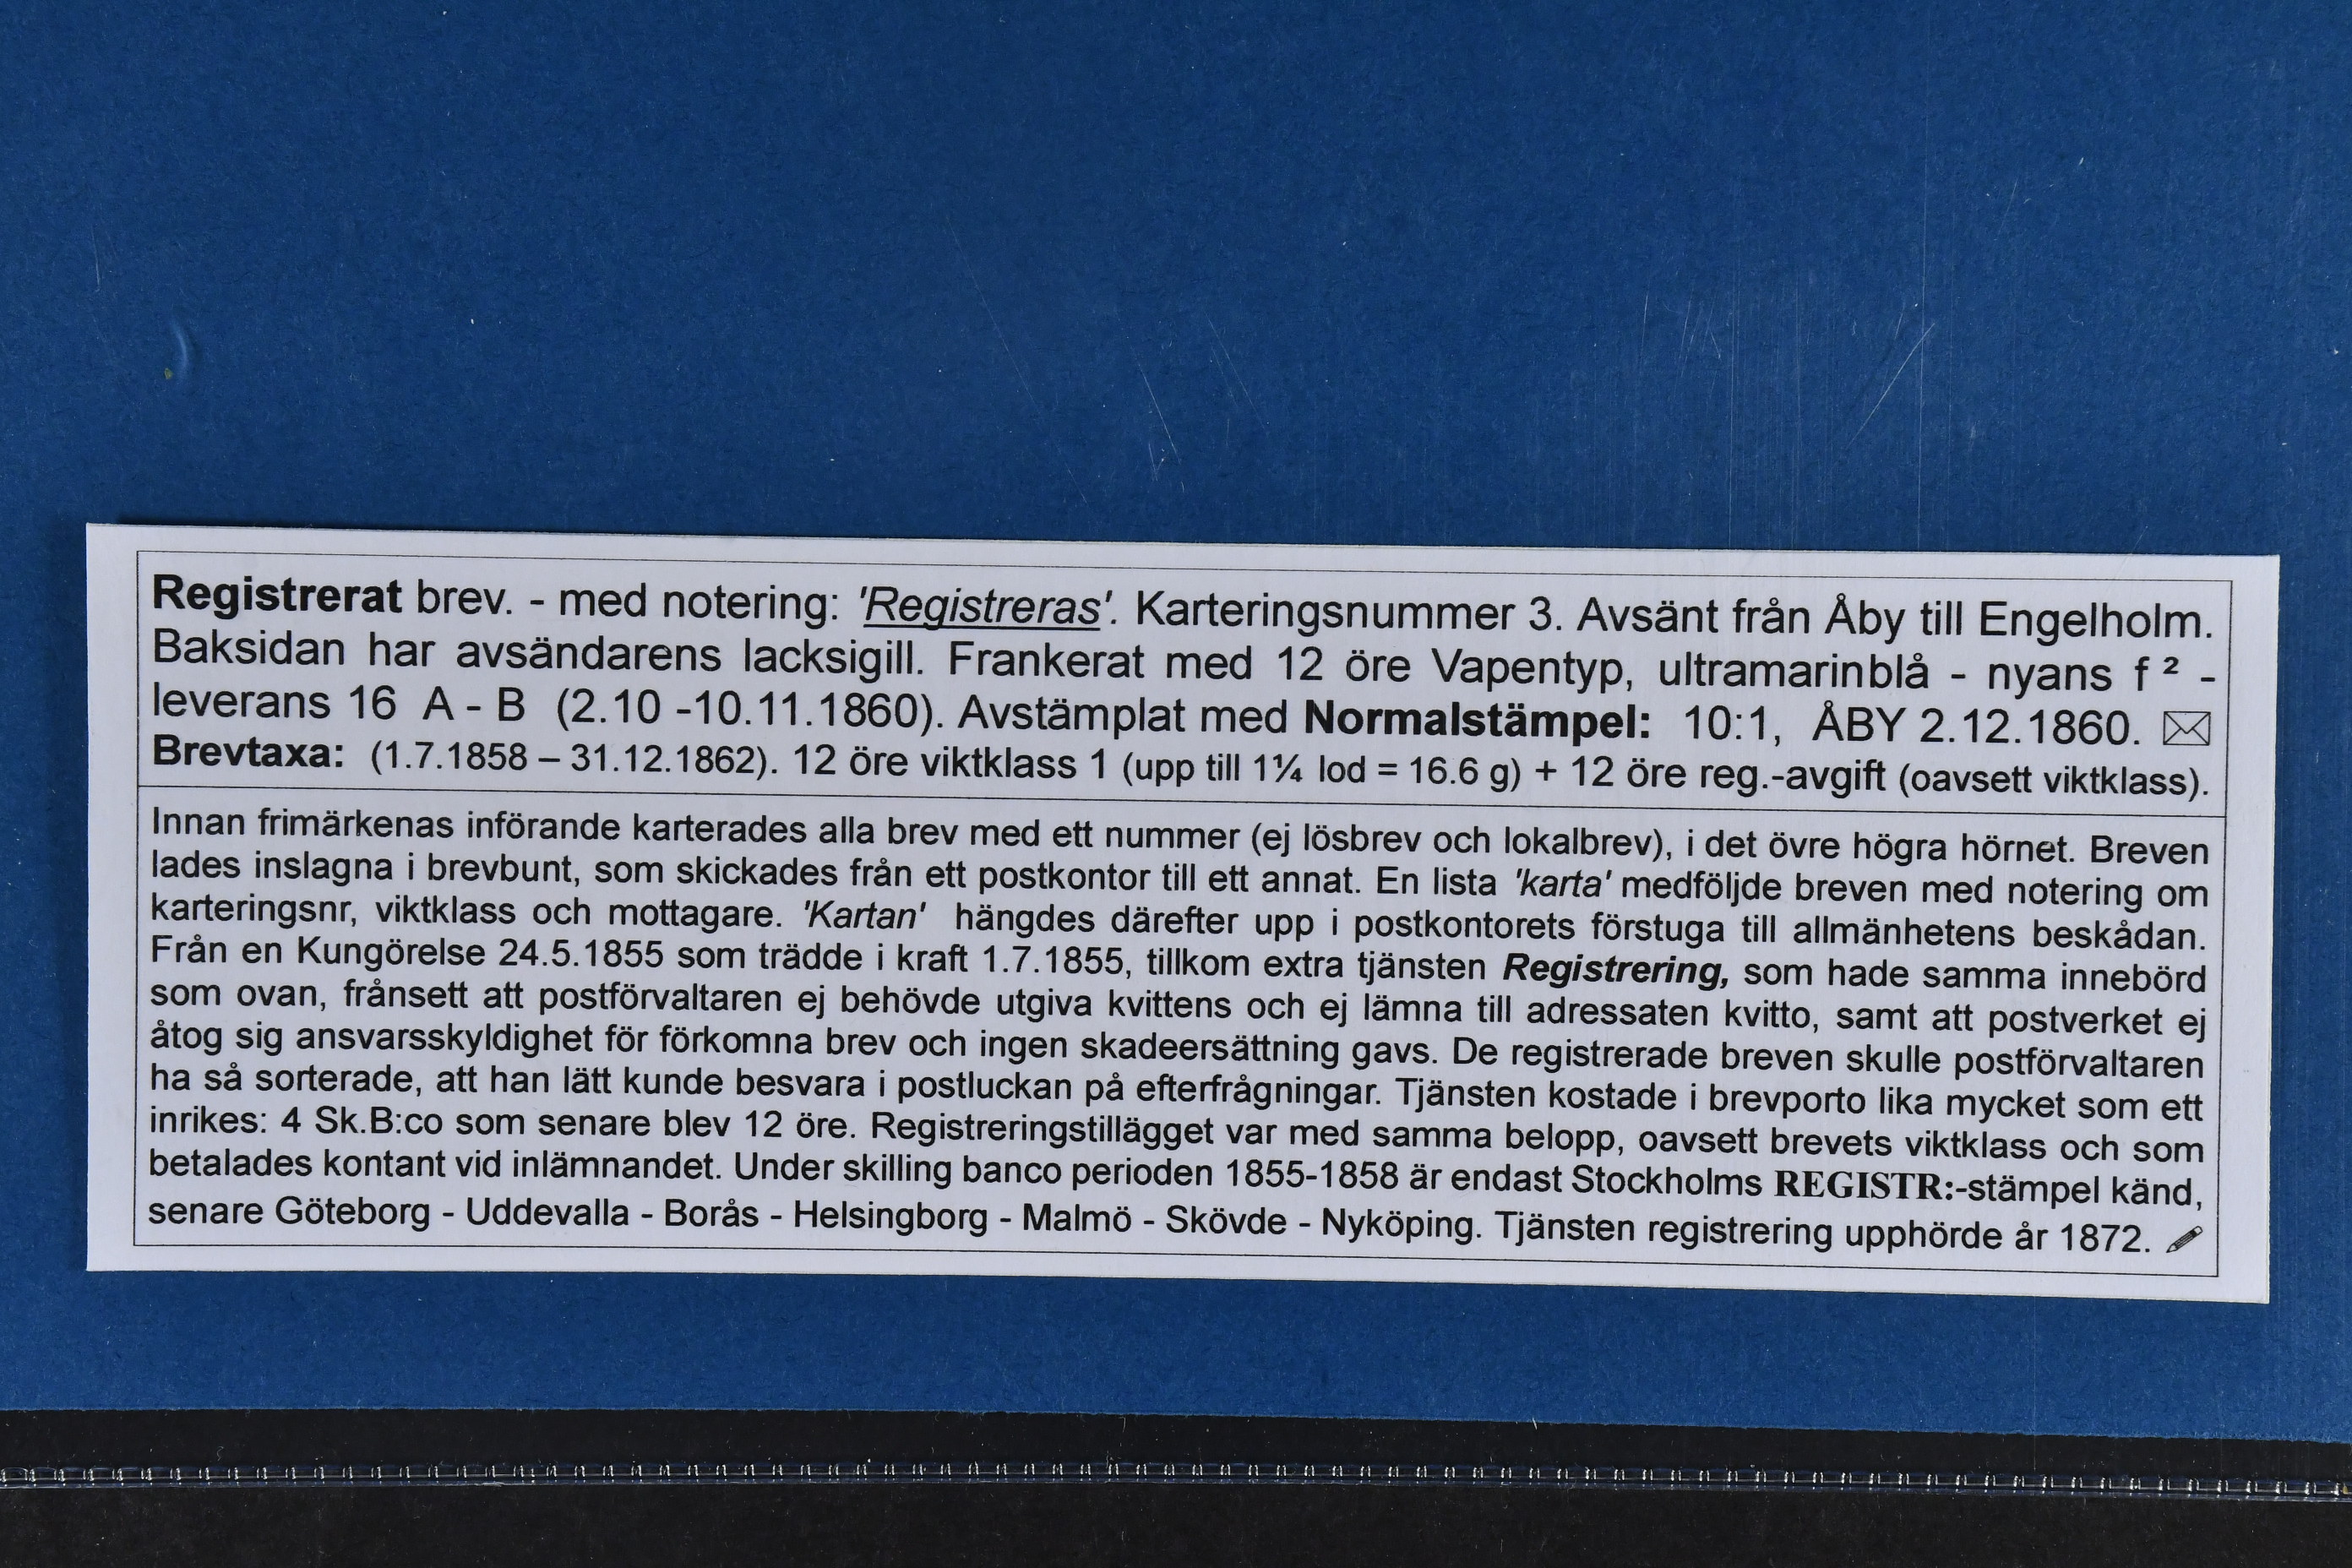 Registrerat brev. - med notering: 'Registreras'. Karteringsnummer 3. Avsänt från Åby till Engelholm.
Baksidan har avsändarens lacksigill. Frankerat med 12 öre Vapentyp, ultramarinblå - nyans f ² -
leverans 16 A - B (2.10 -10.11.1860). Avstämplat med Normalstämpel: 10:1, ÅBY 2.12.1860. ✉
Brevtaxa: (1.7.1858 – 31.12.1862). 12 öre viktklass 1 (upp till 1¼ lod = 16.6 g) + 12 öre reg.-avgift (oavsett viktklass).
Innan frimärkenas införande karterades alla brev med ett nummer (ej lösbrev och lokalbrev), i det övre högra hörnet. Breven
lades inslagna i brevbunt, som skickades från ett postkontor till ett annat. En lista 'karta' medföljde breven med notering om
karteringsnr, viktklass och mottagare. 'Kartan' hängdes därefter upp i postkontorets förstuga till allmänhetens beskådan.
Från en Kungörelse 24.5.1855 som trädde i kraft 1.7.1855, tillkom extra tjänsten Registrering, som hade samma innebörd
som ovan, frånsett att postförvaltaren ej behövde utgiva kvittens och ej lämna till adressaten kvitto, samt att postverket ej
åtog sig ansvarsskyldighet för förkomna brev och ingen skadeersättning gavs. De registrerade breven skulle postförvaltaren
ha så sorterade, att han lätt kunde besvara i postluckan på efterfrågningar. Tjänsten kostade i brevporto lika mycket som ett
inrikes: 4 Sk.B:co som senare blev 12 öre. Registreringstillägget var med samma belopp, oavsett brevets viktklass och som
betalades kontant vid inlämnandet. Under skilling banco perioden 1855-1858 är endast Stockholms REGISTR:-stämpel känd,
senare Göteborg - Uddevalla - Borås - Helsingborg - Malmö - Skövde - Nyköping. Tjänsten registrering upphörde år 1872. ✎